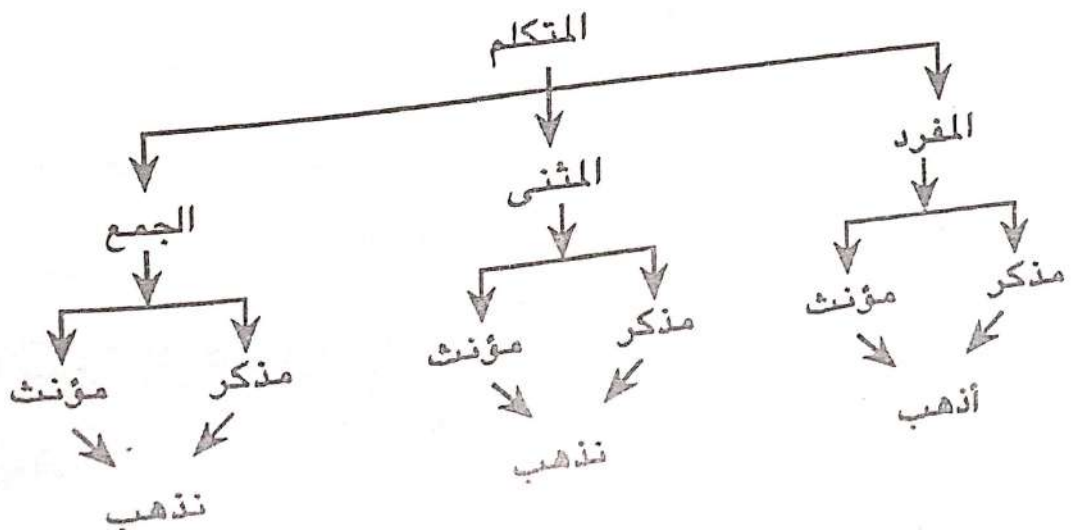 المتكلم
المفرد
المثنى
الجمع
مذكر
مؤنث
مذكر
مؤنث
مذكر
مؤنث
أذهب
نذهب
نذهب